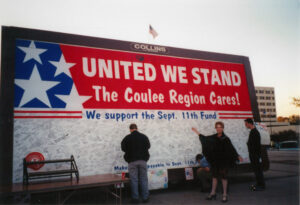 COLLINS
UNITED WE STAND
The Coulee Region Cares!
We support the Sept. 11th Fund